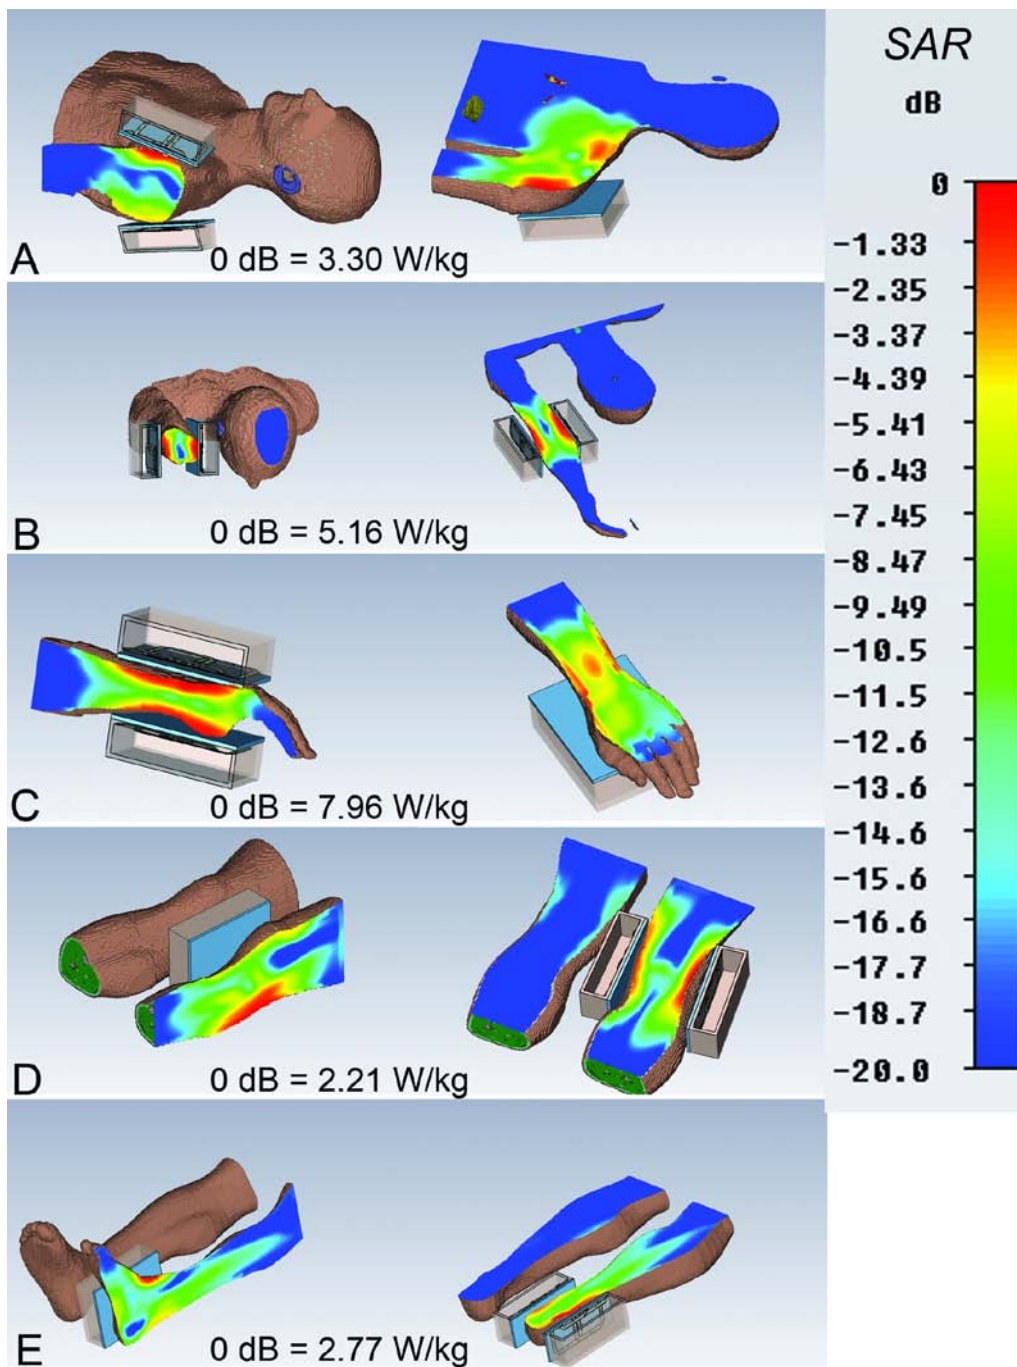 SAR
dB
0
-1.33
-2.35
-3.37
-4.39
-5.41
-6.43
-7.45
-8.47
-9.49
-10.5
-11.5
-12.6
-13.6
-14.6
-15.6
-16.6
-17.7
-18.7
-20.0
A
0 dB = 3.30 W/kg
B
0 dB = 5.16 W/kg
C
0 dB = 7.96 W/kg
D
0 dB = 2.21 W/kg
E
0 dB = 2.77 W/kg